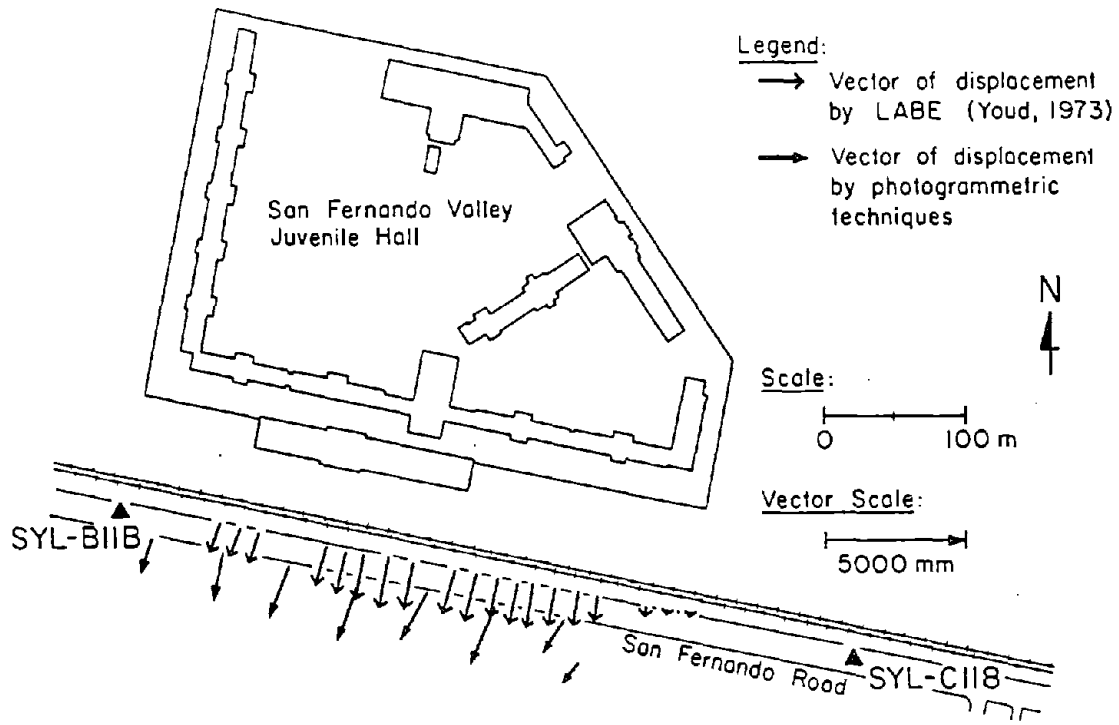 Legend:
Vector of displacement
by LABE (Youd, 1973)
Vector of displacement
by photogrammetric
techniques
San Fernando Valley
Juvenile Hall
N
Scale:
0 100 m
Vector Scale:
5000 mm
SYL-B11B
San Fernando Road
SYL-C118